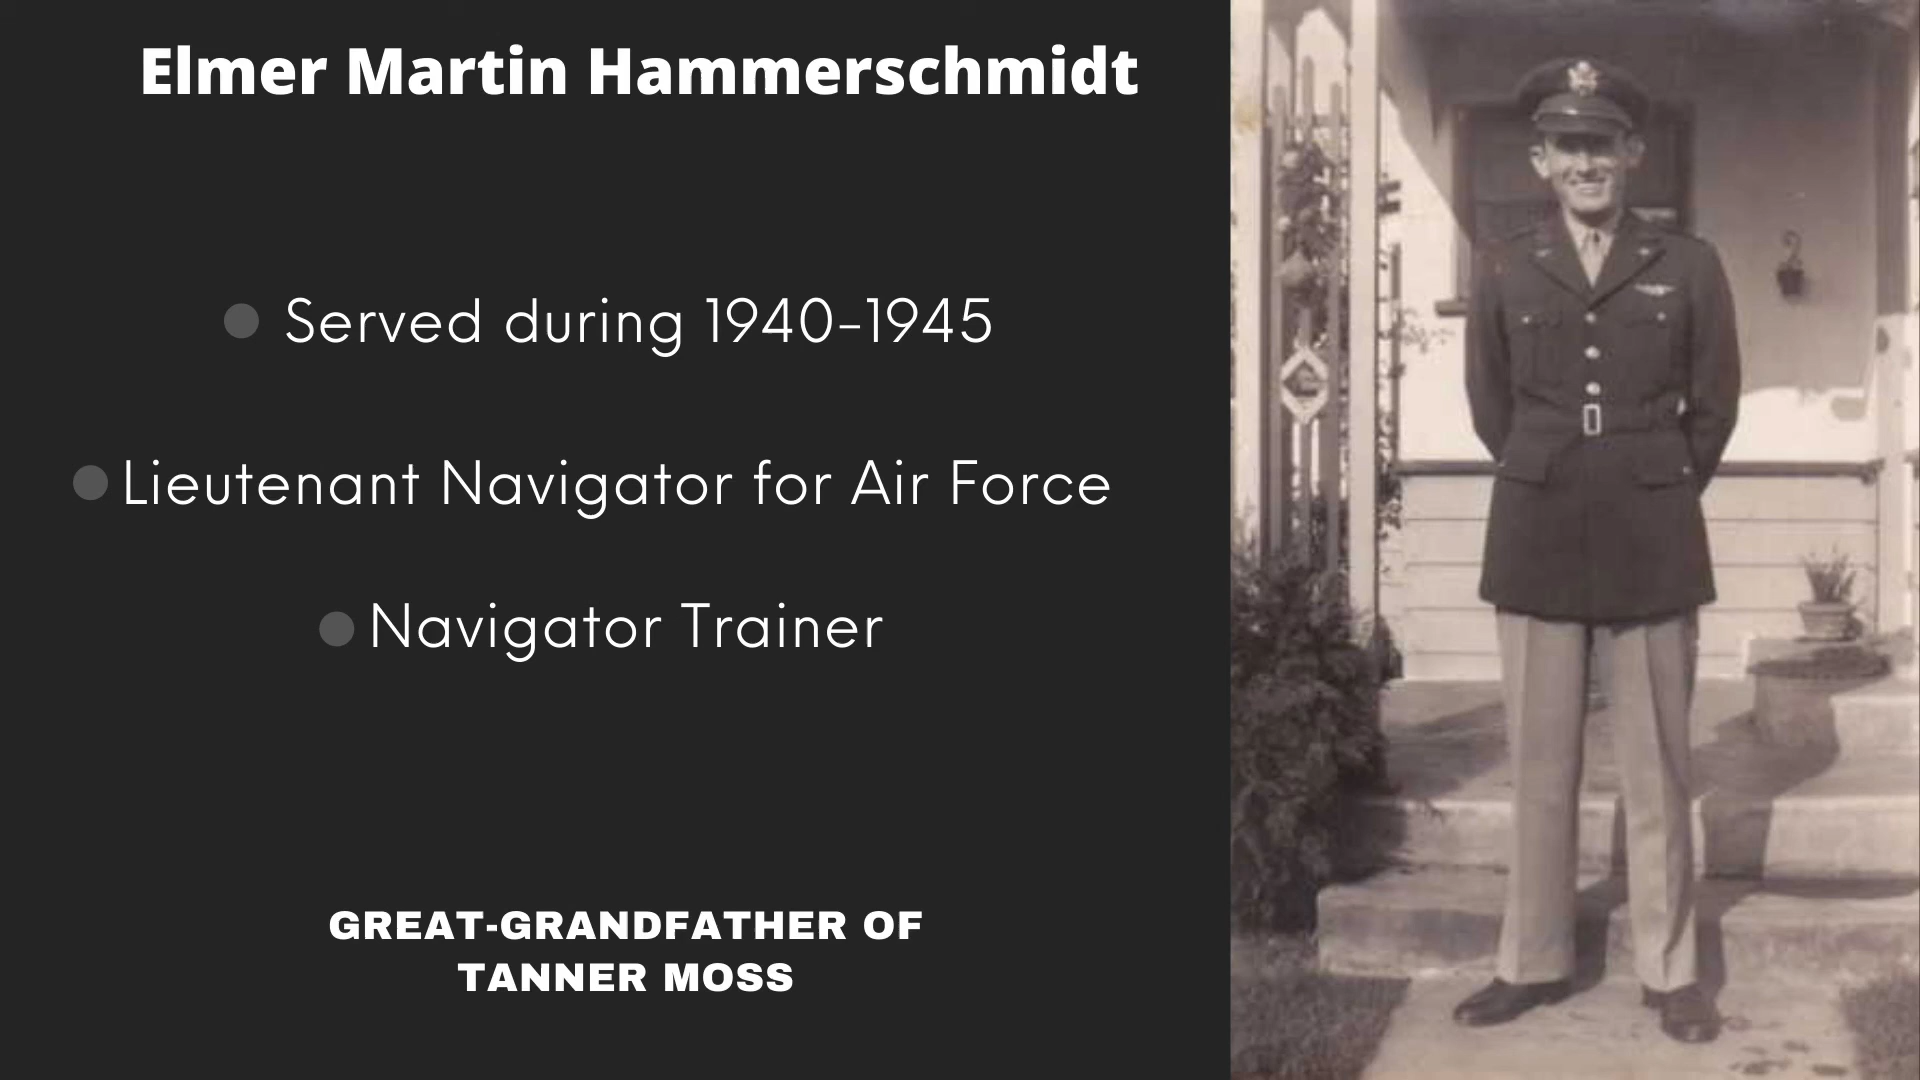 Elmer Martin Hammerschmidt
Served during 1940-1945
Lieutenant Navigator for Air Force
Navigator Trainer
GREAT-GRANDFATHER OF
TANNER MOSS